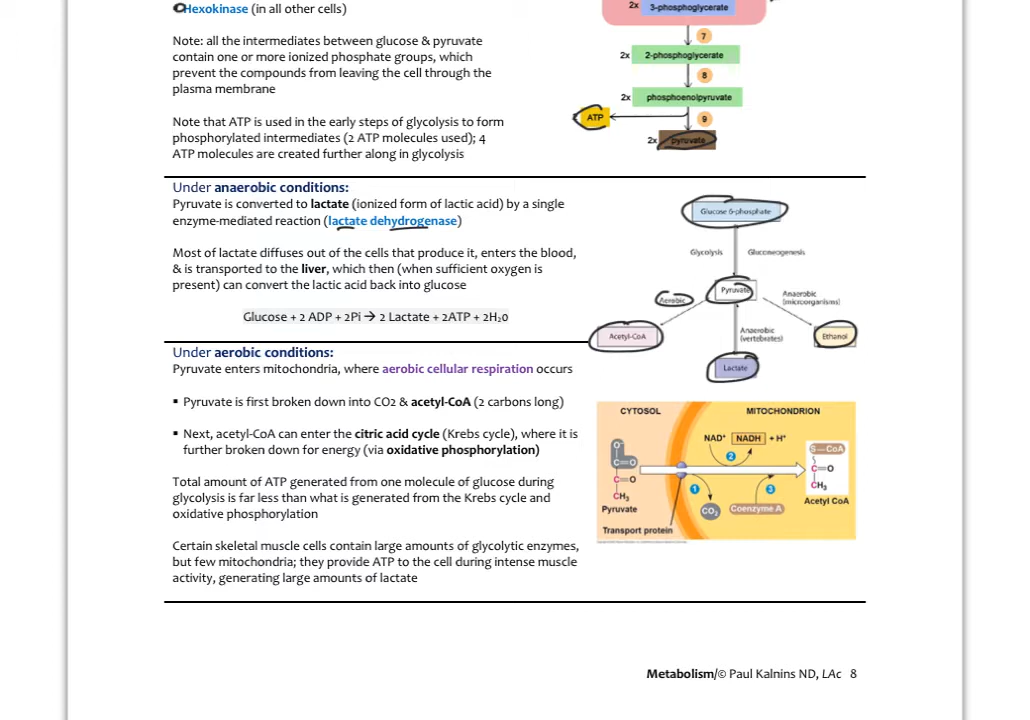 Hexokinase (in all other cells)
Note: all the intermediates between glucose & pyruvate
contain one or more ionized phosphate groups, which
prevent the compounds from leaving the cell through the
plasma membrane
Note that ATP is used in the early steps of glycolysis to form
phosphorylated intermediates (2 ATP molecules used); 4
ATP molecules are created further along in glycolysis
2x 3-phosphoglycerate
7
2x 2-phosphoglycerate
8
2x phosphoenolpyruvate
ATP
9
2x pyruvate
Under anaerobic conditions:
Pyruvate is converted to lactate (ionized form of lactic acid) by a single
enzyme-mediated reaction (lactate dehydrogenase)
Most of lactate diffuses out of the cells that produce it, enters the blood,
& is transported to the liver, which then (when sufficient oxygen is
present) can convert the lactic acid back into glucose
Glucose + 2 ADP + 2Pi → 2 Lactate + 2ATP + 2H₂0
Glucose 6-phosphate
Glycolysis Gluconeogenesis
Pyruvate
Aerobic
Anaerobic
(microorganisms)
Acetyl-CoA
Anaerobic
(vertebrates)
Ethanol
Lactate
Under aerobic conditions:
Pyruvate enters mitochondria, where aerobic cellular respiration occurs
▪ Pyruvate is first broken down into CO2 & acetyl-CoA (2 carbons long)
▪ Next, acetyl-CoA can enter the citric acid cycle (Krebs cycle), where it is
further broken down for energy (via oxidative phosphorylation)
Total amount of ATP generated from one molecule of glucose during
glycolysis is far less than what is generated from the Krebs cycle and
oxidative phosphorylation
Certain skeletal muscle cells contain large amounts of glycolytic enzymes,
but few mitochondria; they provide ATP to the cell during intense muscle
activity, generating large amounts of lactate
CYTOSOL MITOCHONDRION
NAD⁺ NADH + H⁺
O⁻
2
S—CoA
C=O
C=O
C=O
1
3
CH₃
CH₃
Pyruvate
CO₂
Coenzyme A
Acetyl CoA
Transport protein
Metabolism/© Paul Kalnins ND, LAc 8